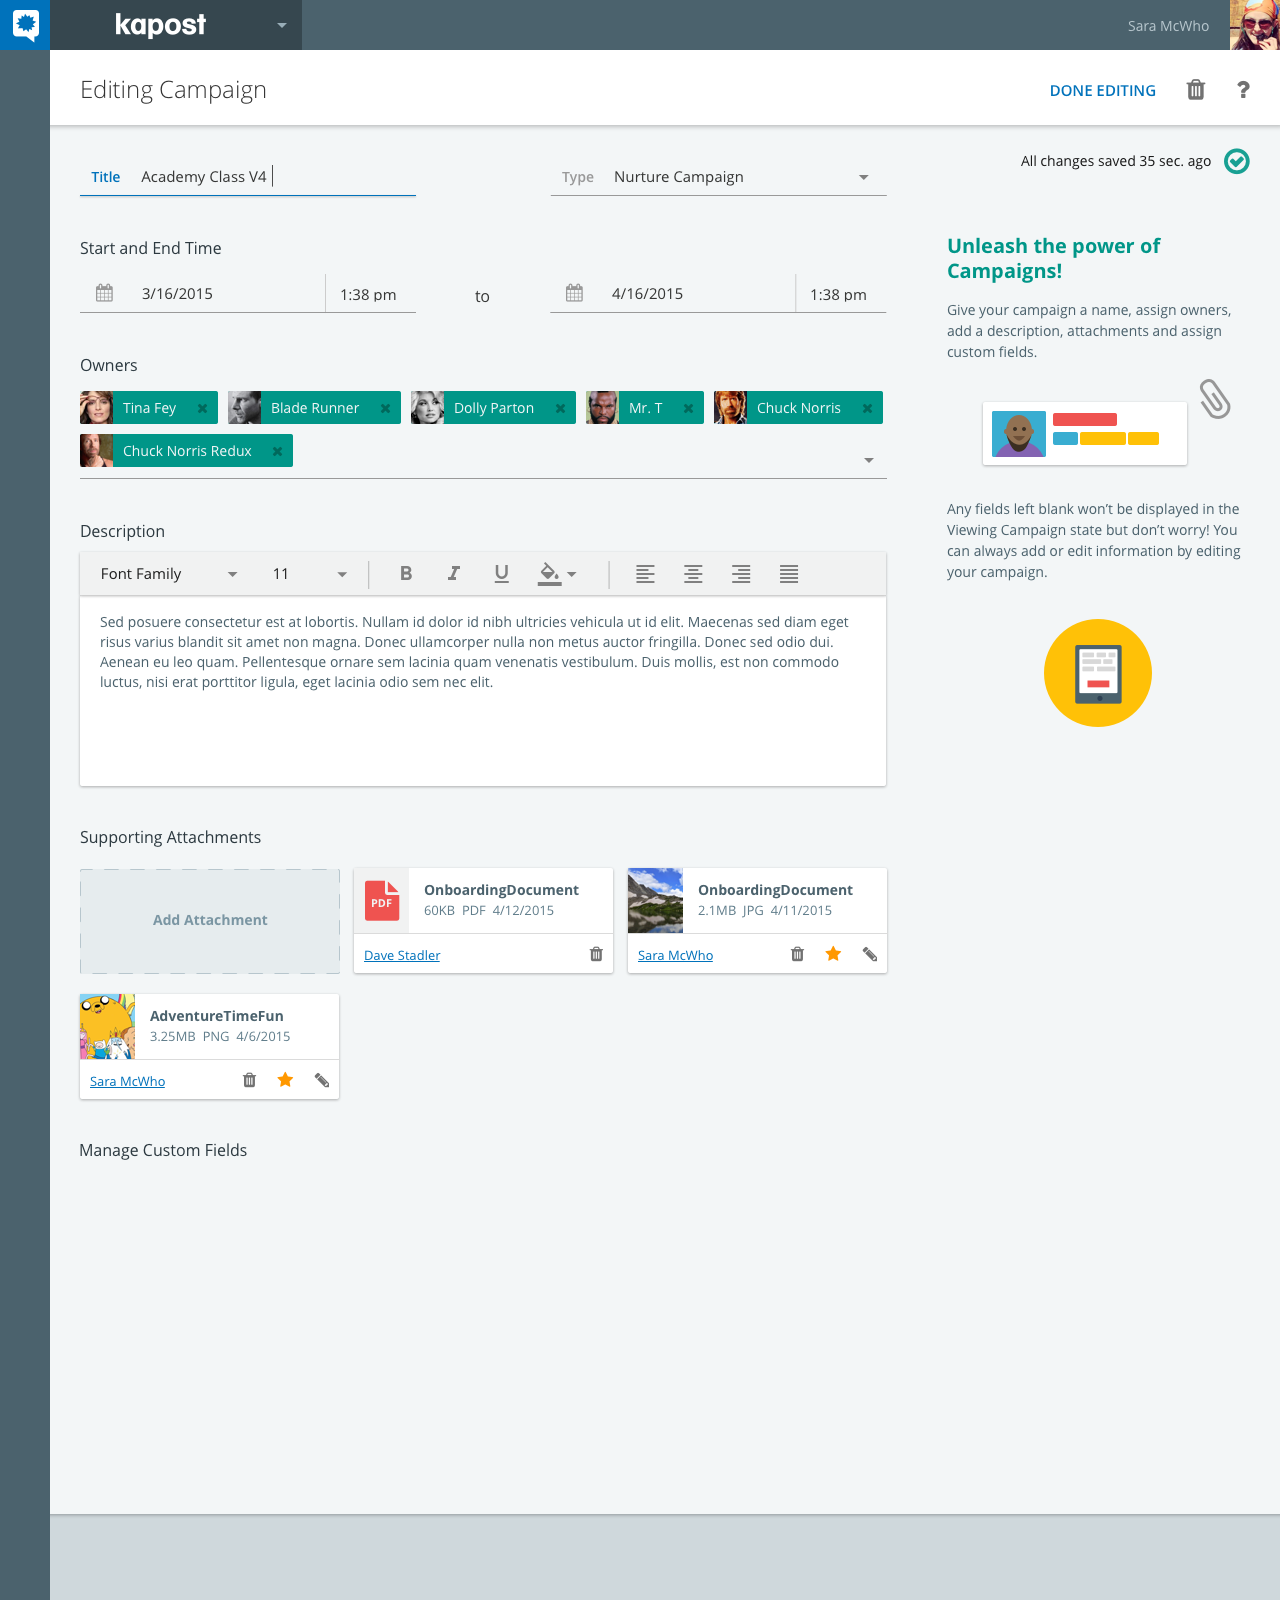 kapost
Sara McWho
Editing Campaign
DONE EDITING
?
All changes saved 35 sec. ago
Title Academy Class V4
Type Nurture Campaign
Start and End Time
3/16/2015 1:38 pm to 4/16/2015 1:38 pm
Owners
Tina Fey Blade Runner Dolly Parton Mr. T Chuck Norris
Chuck Norris Redux
Description
Font Family 11 B I U
Sed posuere consectetur est at lobortis. Nullam id dolor id nibh ultricies vehicula ut id elit. Maecenas sed diam eget
risus varius blandit sit amet non magna. Donec ullamcorper nulla non metus auctor fringilla. Donec sed odio dui.
Aenean eu leo quam. Pellentesque ornare sem lacinia quam venenatis vestibulum. Duis mollis, est non commodo
luctus, nisi erat porttitor ligula, eget lacinia odio sem nec elit.
Supporting Attachments
Add Attachment
PDF
OnboardingDocument
60KB PDF 4/12/2015
Dave Stadler
OnboardingDocument
2.1MB JPG 4/11/2015
Sara McWho
AdventureTimeFun
3.25MB PNG 4/6/2015
Sara McWho
Manage Custom Fields
Unleash the power of
Campaigns!
Give your campaign a name, assign owners,
add a description, attachments and assign
custom fields.
Any fields left blank won't be displayed in the
Viewing Campaign state but don't worry! You
can always add or edit information by editing
your campaign.